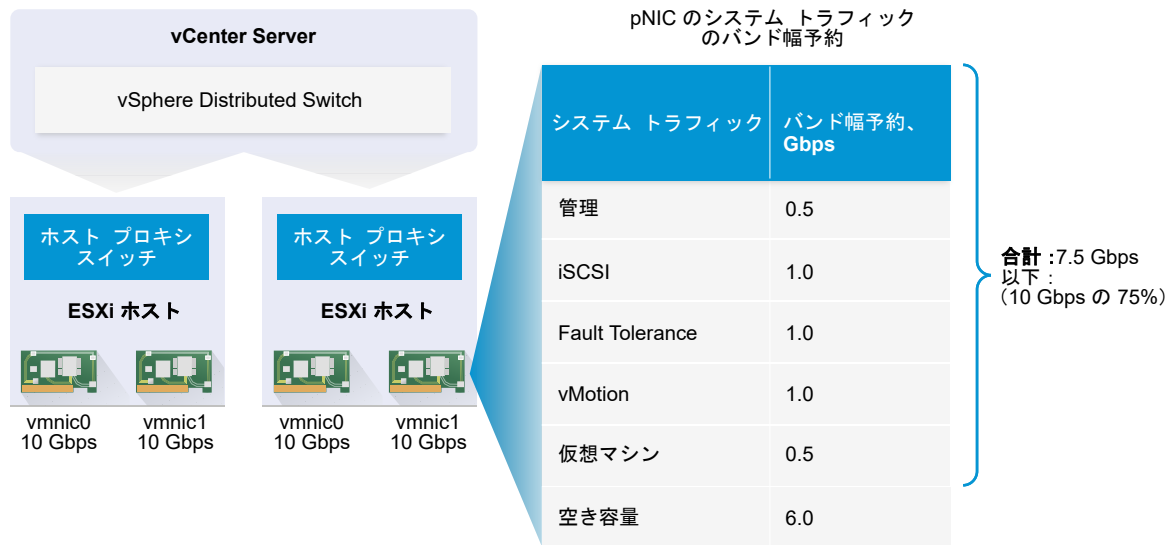 vCenter Server
vSphere Distributed Switch
ホスト プロキシ
スイッチ
ESXi ホスト
vmnic0
10 Gbps
vmnic1
10 Gbps
ホスト プロキシ
スイッチ
ESXi ホスト
vmnic0
10 Gbps
vmnic1
10 Gbps
pNIC のシステム トラフィック
のバンド幅予約
システム トラフィック
バンド幅予約、
Gbps
管理
0.5
iSCSI
1.0
Fault Tolerance
1.0
vMotion
1.0
仮想マシン
0.5
空き容量
6.0
合計 :7.5 Gbps
以下 :
(10 Gbps の 75%)